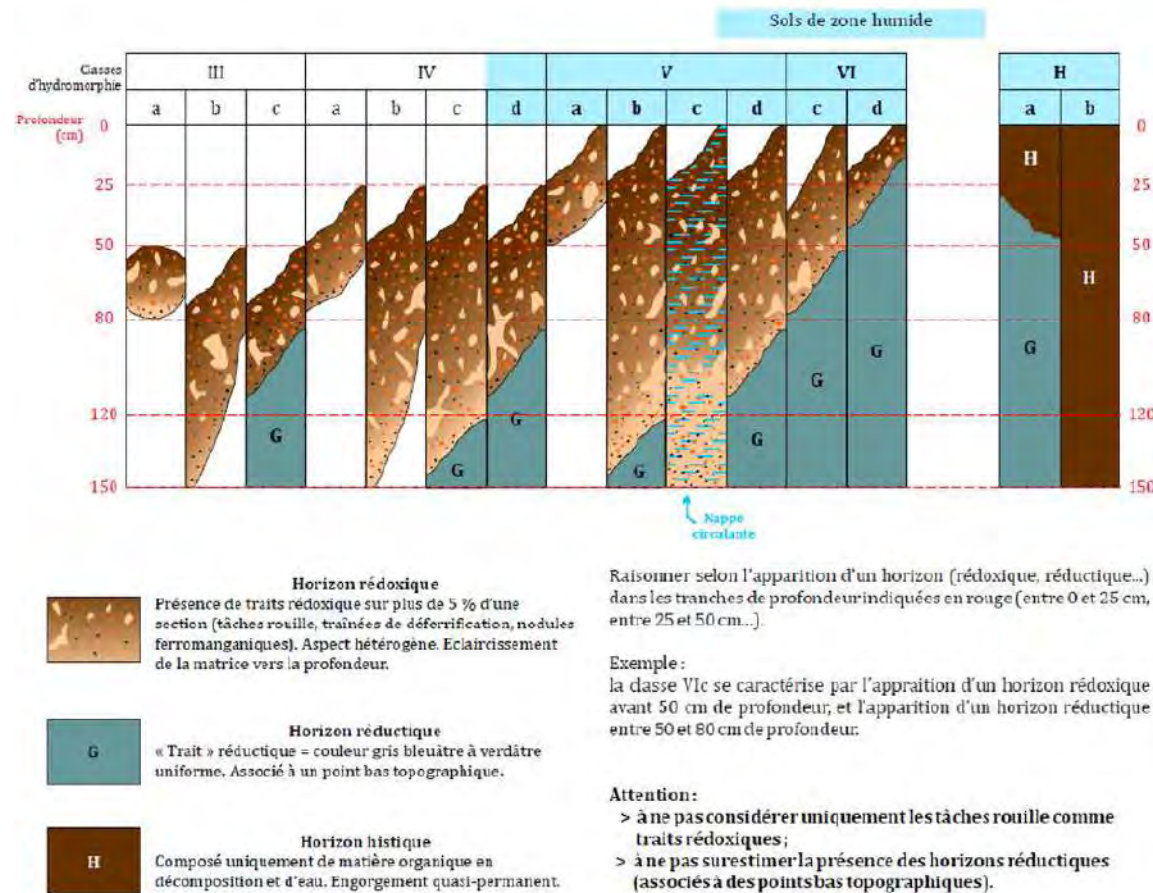 Sols de zone humide
Classes d'hydromorphie
III IV V VI H
a b c a b c d a b c d c d a b
Profondeur (cm)
0 0
H
25 25
50 50
H
80 80
G
G G
120 120
G G G G G
150 150
Nappe
circulante
Horizon rédoxique
Présence de traits rédoxique sur plus de 5 % d'une
section (tâches rouille, traînées de déferrification, nodules
ferromanganiques). Aspect hétérogène. Eclaircissement
de la matrice vers la profondeur.
G
Horizon réductique
« Trait » réductique = couleur gris bleuâtre à verdâtre
uniforme. Associé à un point bas topographique.
H
Horizon histique
Composé uniquement de matière organique en
décomposition et d'eau. Engorgement quasi-permanent.
Raisonner selon l'apparition d'un horizon (rédoxique, réductique...)
dans les tranches de profondeur indiquées en rouge (entre 0 et 25 cm,
entre 25 et 50 cm...).
Exemple :
la classe VIc se caractérise par l'appraition d'un horizon rédoxique
avant 50 cm de profondeur, et l'apparition d'un horizon réductique
entre 50 et 80 cm de profondeur.
Attention :
> à ne pas considérer uniquement les tâches rouille comme
traits rédoxiques ;
> à ne pas surestimer la présence des horizons réductiques
(associés à des points bas topographiques).